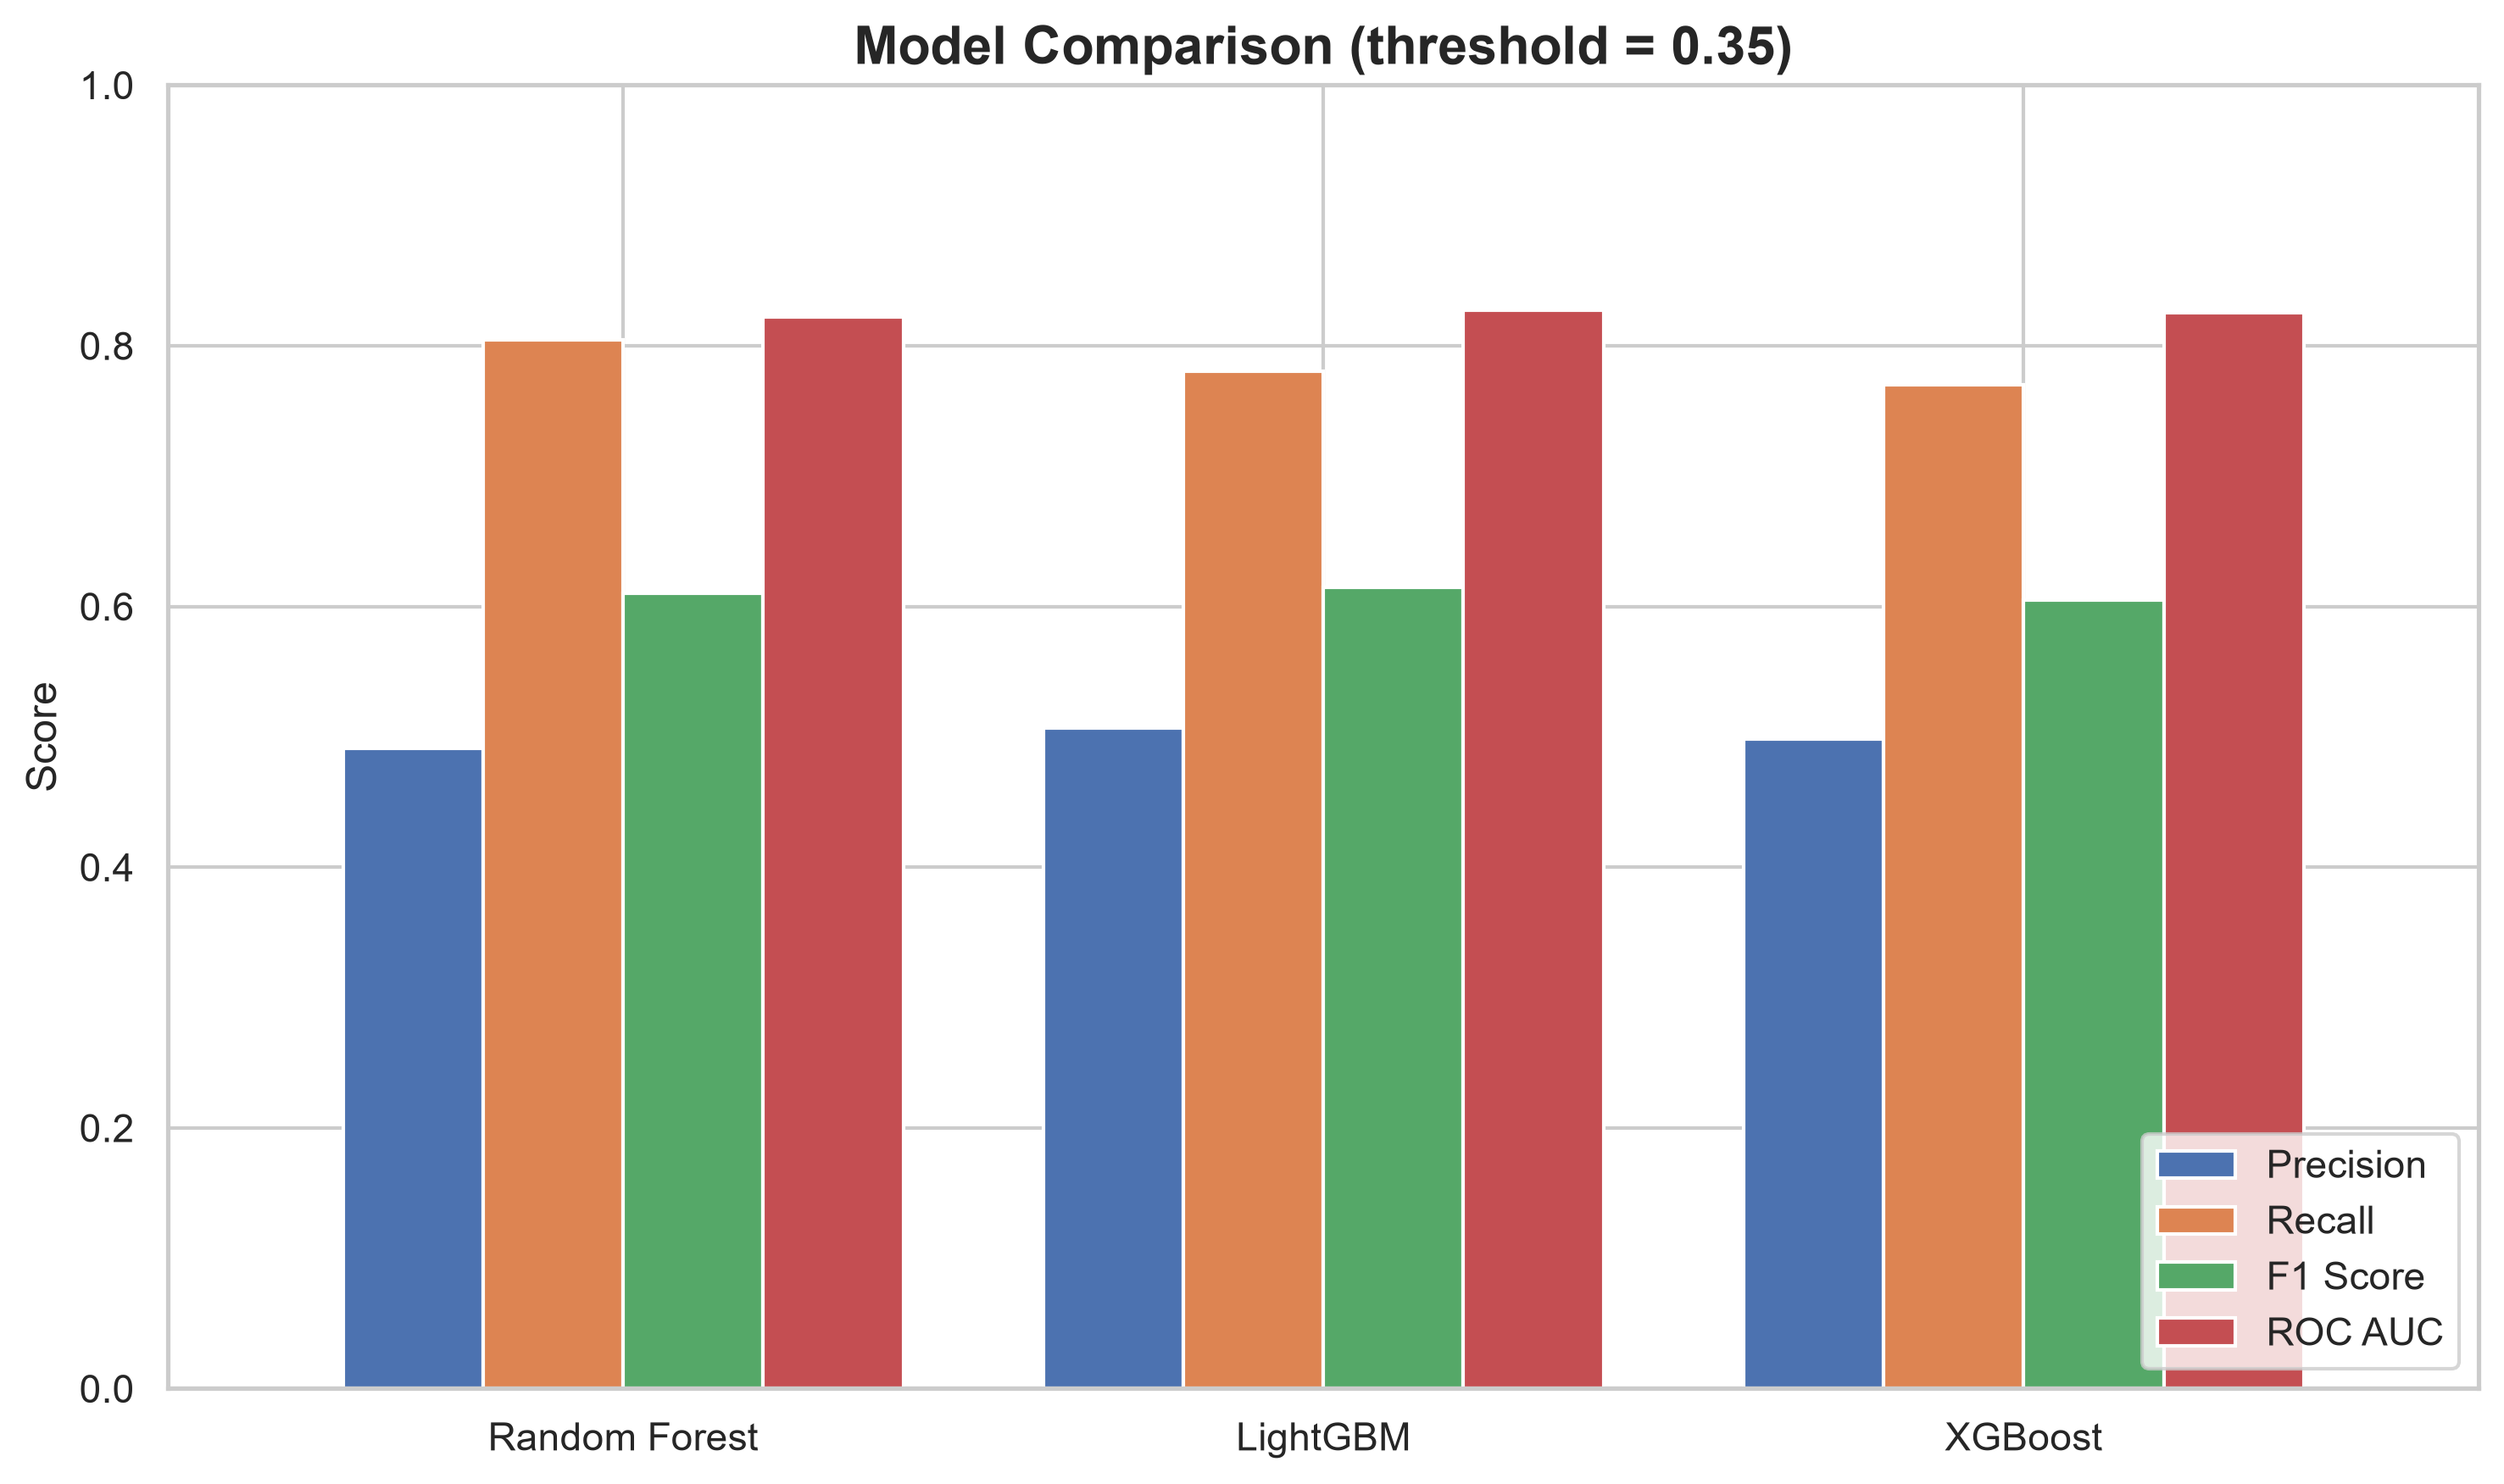 Model Comparison (threshold = 0.35)
1.0
0.8
0.6
0.4
0.2
0.0
Score
Random Forest
LightGBM
XGBoost
Precision
Recall
F1 Score
ROC AUC